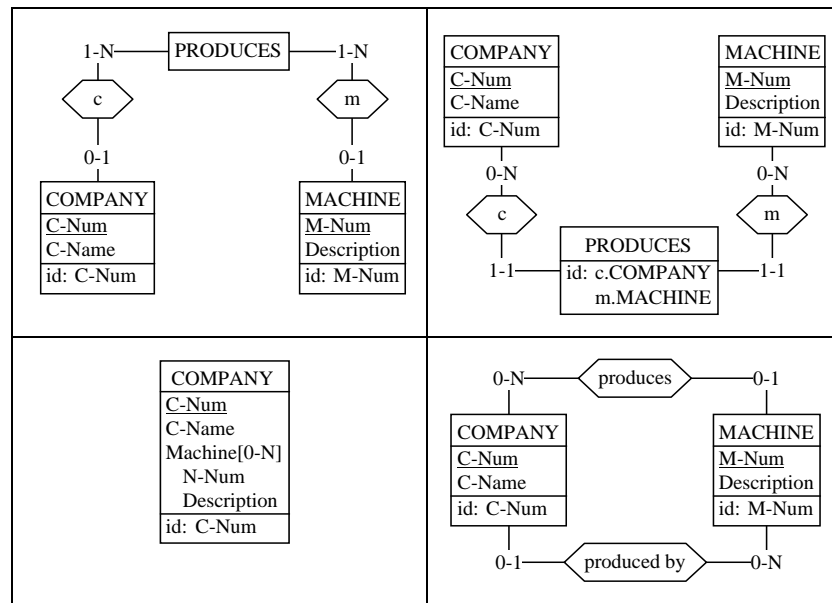 1-N PRODUCES 1-N
c m
0-1 0-1
COMPANY MACHINE
C-Num M-Num
C-Name Description
id: C-Num id: M-Num
COMPANY MACHINE
C-Num M-Num
C-Name Description
id: C-Num id: M-Num
0-N 0-N
c m
PRODUCES
1-1 id: c.COMPANY 1-1
m.MACHINE
COMPANY
C-Num
C-Name
Machine[0-N]
N-Num
Description
id: C-Num
0-N produces 0-1
COMPANY MACHINE
C-Num M-Num
C-Name Description
id: C-Num id: M-Num
0-1 produced by 0-N